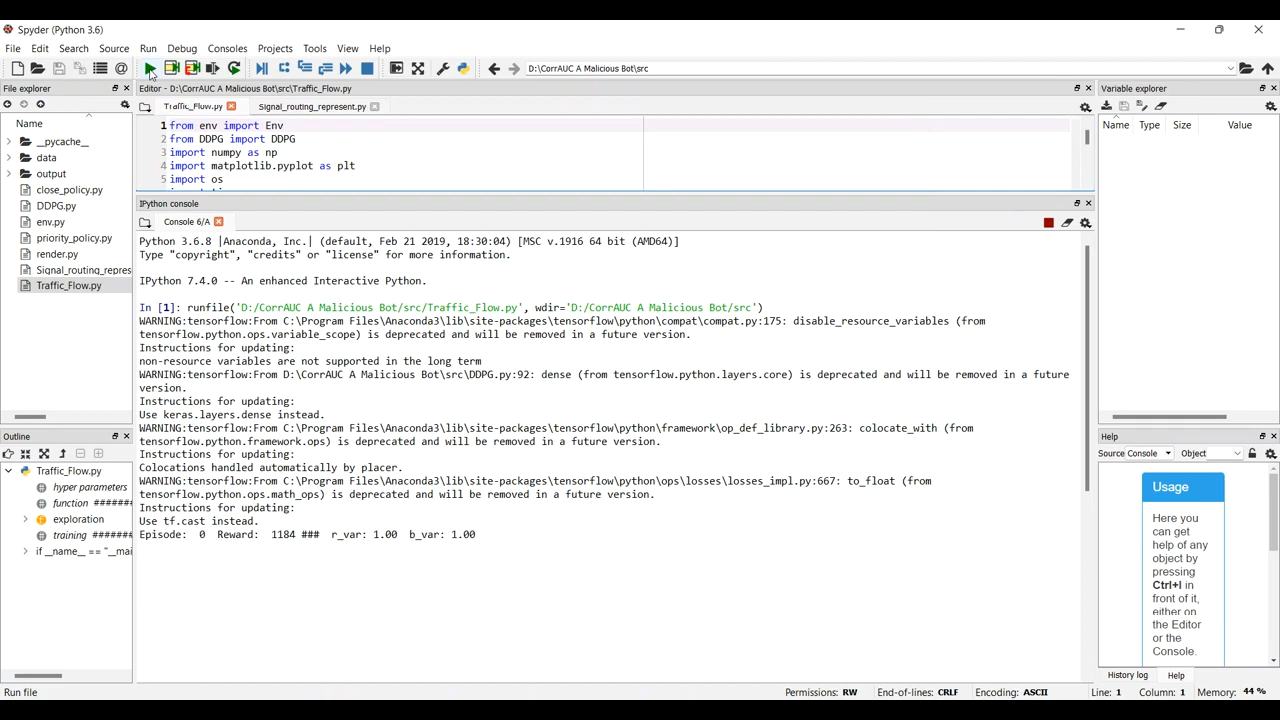 Spyder (Python 3.6)
File Edit Search Source Run Debug Consoles Projects Tools View Help
D:\CorrAUC A Malicious Bot\src
File explorer
Name
__pycache__
data
output
close_policy.py
DDPG.py
env.py
priority_policy.py
render.py
Signal_routing_repres
Traffic_Flow.py
Outline
Traffic_Flow.py
hyper parameters
function ######
exploration
training ######
if __name__ == "__mai
Editor - D:\CorrAUC A Malicious Bot\src\Traffic_Flow.py
Traffic_Flow.py Signal_routing_represent.py
1 from env import Env
2 from DDPG import DDPG
3 import numpy as np
4 import matplotlib.pyplot as plt
5 import os
IPython console
Console 6/A
Python 3.6.8 |Anaconda, Inc.| (default, Feb 21 2019, 18:30:04) [MSC v.1916 64 bit (AMD64)]
Type "copyright", "credits" or "license" for more information.
IPython 7.4.0 -- An enhanced Interactive Python.
In [1]: runfile('D:/CorrAUC A Malicious Bot/src/Traffic_Flow.py', wdir='D:/CorrAUC A Malicious Bot/src')
WARNING:tensorflow:From C:\Program Files\Anaconda3\lib\site-packages\tensorflow\python\compat\compat.py:175: disable_resource_variables (from
tensorflow.python.ops.variable_scope) is deprecated and will be removed in a future version.
Instructions for updating:
non-resource variables are not supported in the long term
WARNING:tensorflow:From D:\CorrAUC A Malicious Bot\src\DDPG.py:92: dense (from tensorflow.python.layers.core) is deprecated and will be removed in a future
version.
Instructions for updating:
Use keras.layers.dense instead.
WARNING:tensorflow:From C:\Program Files\Anaconda3\lib\site-packages\tensorflow\python\framework\op_def_library.py:263: colocate_with (from
tensorflow.python.framework.ops) is deprecated and will be removed in a future version.
Instructions for updating:
Colocations handled automatically by placer.
WARNING:tensorflow:From C:\Program Files\Anaconda3\lib\site-packages\tensorflow\python\ops\losses\losses_impl.py:667: to_float (from
tensorflow.python.ops.math_ops) is deprecated and will be removed in a future version.
Instructions for updating:
Use tf.cast instead.
Episode: 0 Reward: 1184 ### r_var: 1.00 b_var: 1.00
Variable explorer
Name Type Size Value
Help
Source Console Object
Usage
Here you
can get
help of any
object by
pressing
Ctrl+I in
front of it,
either on
the Editor
or the
Console.
History log Help
Run file
Permissions: RW End-of-lines: CRLF Encoding: ASCII Line: 1 Column: 1 Memory: 44 %